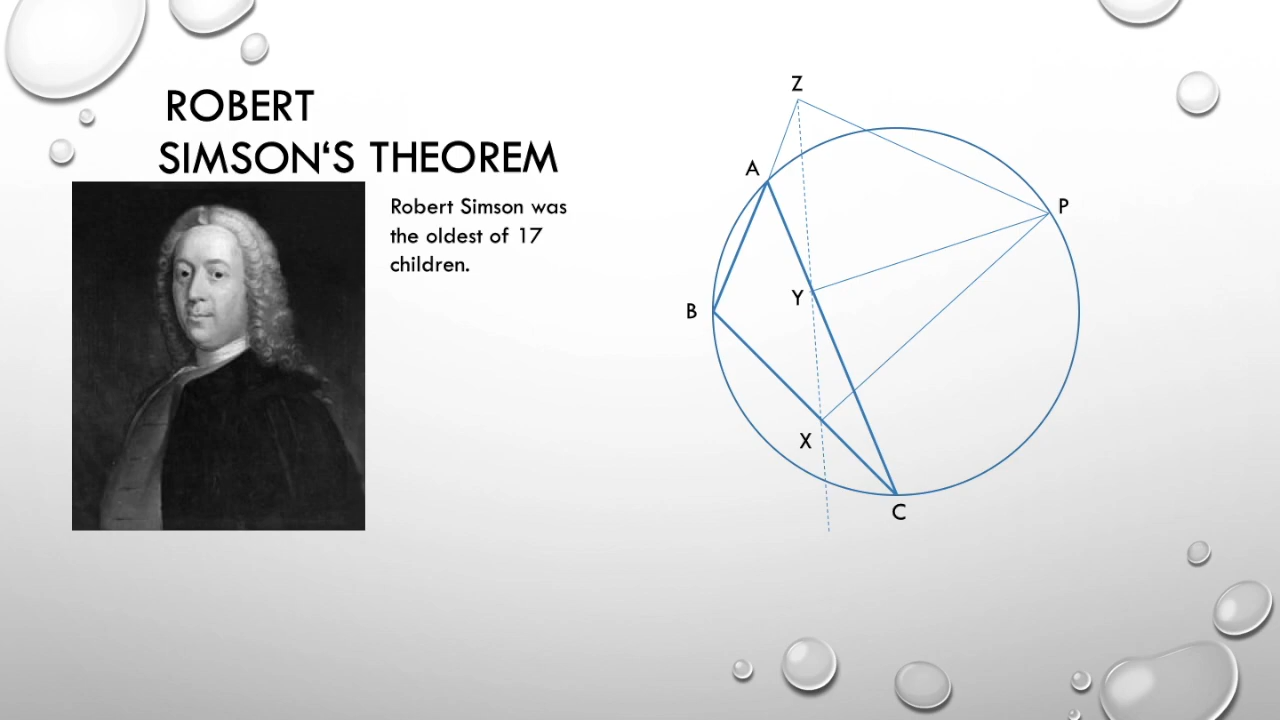 ROBERT
SIMSON‘S THEOREM
Robert Simson was
the oldest of 17
children.
Z
A
P
Y
B
X
C